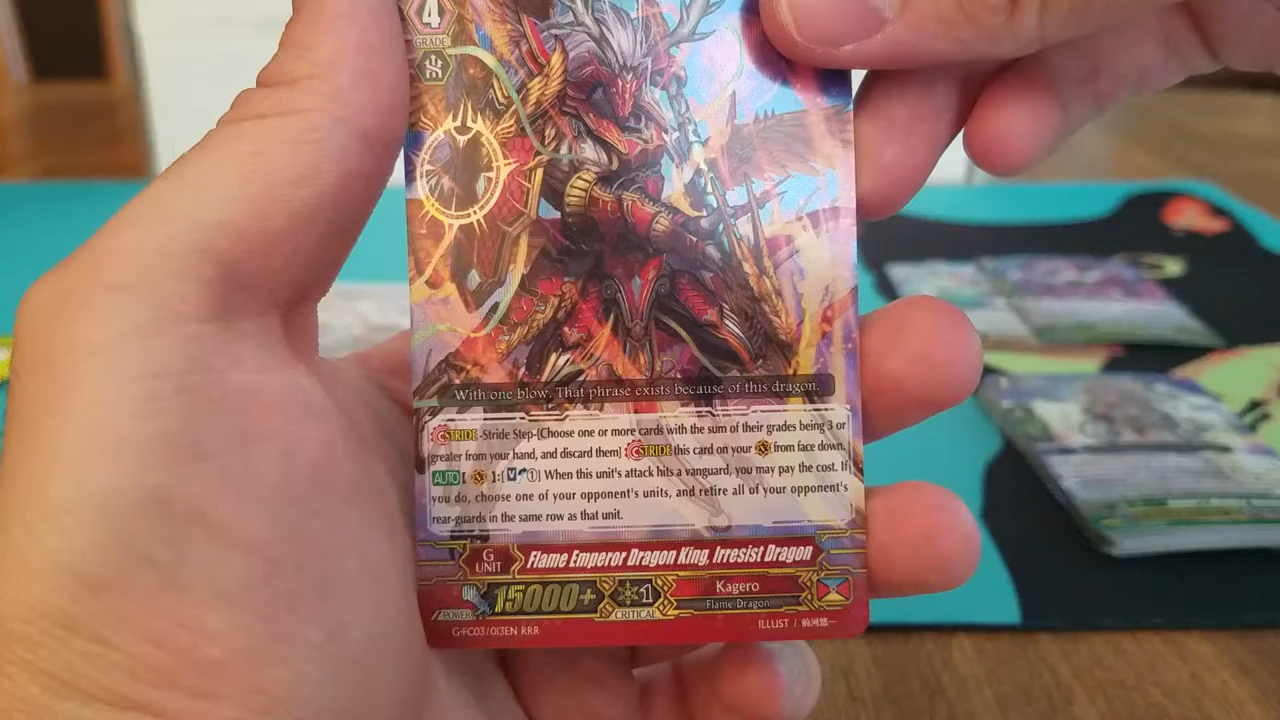 4
GRADE
With one blow. That phrase exists because of this dragon.
STRIDE -Stride Step-[Choose one or more cards with the sum of their grades being 3 or
greater from your hand, and discard them] STRIDE this card on your from face down.
AUTO [ ]:[V 1] When this unit's attack hits a vanguard, you may pay the cost. If
you do, choose one of your opponent's units, and retire all of your opponent's
rear-guards in the same row as that unit.
G UNIT Flame Emperor Dragon King, Irresist Dragon
POWER 15000+ 1 CRITICAL Kagero
Flame Dragon
G-FC03/013EN RRR ILLUST / 前河悠一